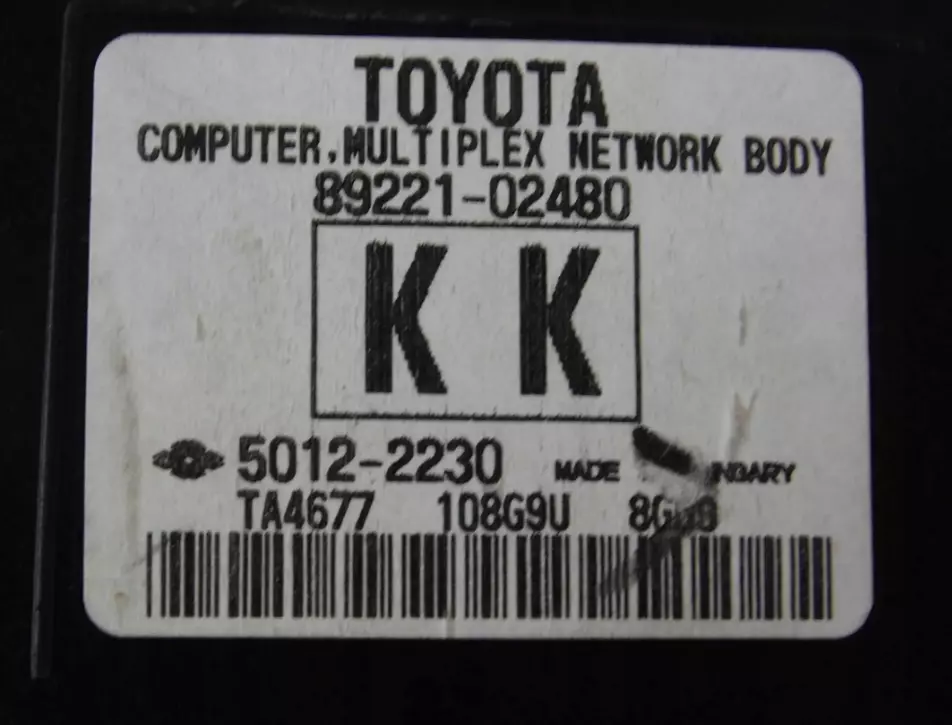 TOYOTA
COMPUTER, MULTIPLEX NETWORK BODY
89221-02480
K K
5012-2230 MADE
TA4677 108G9U